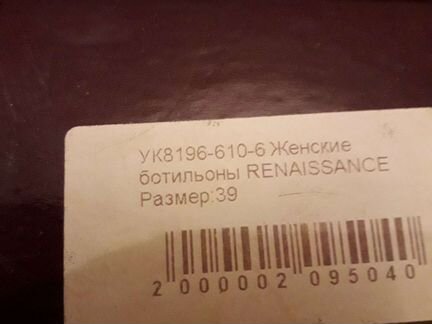 УК8196-610-6 Женские
ботильоны RENAISSANCE
Размер:39
2 000002 095040